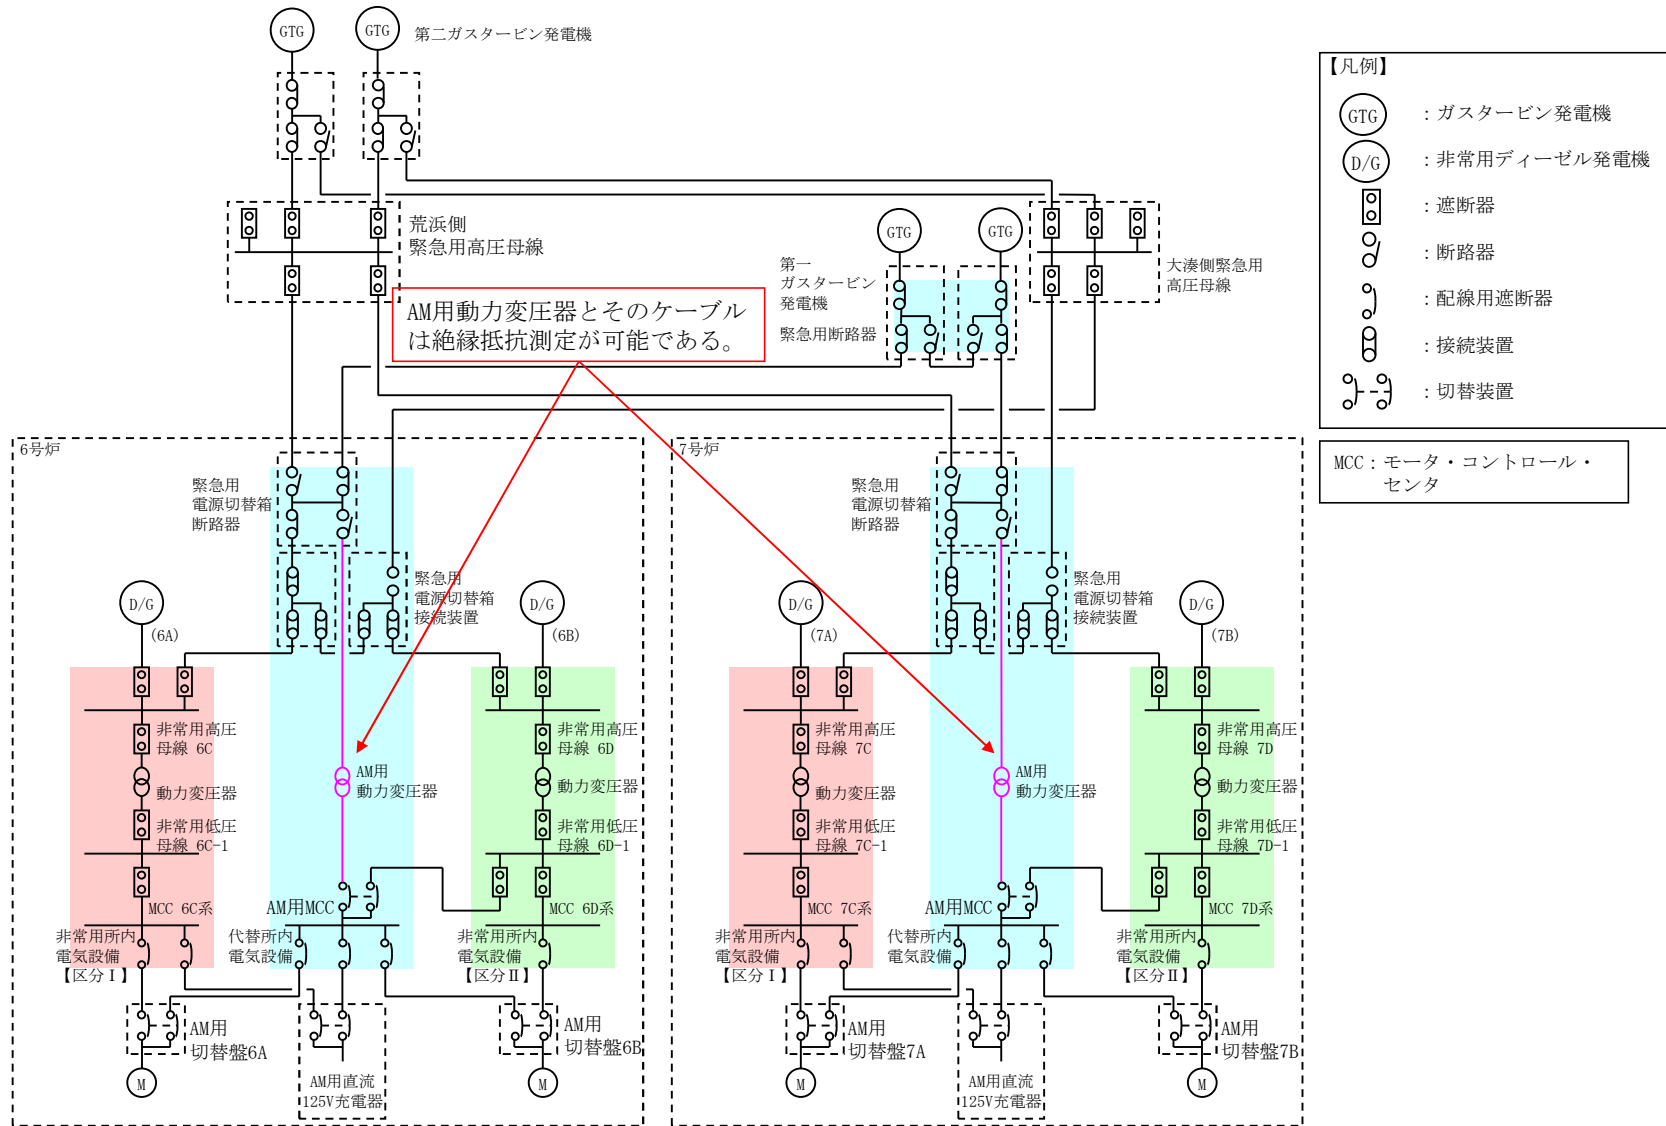 GTG
GTG
第二ガスタービン発電機
荒浜側
緊急用高圧母線
GTG
GTG
第一
ガスタービン
発電機
緊急用断路器
大湊側緊急用
高圧母線
AM用動力変圧器とそのケーブル
は絶縁抵抗測定が可能である。
【凡例】
GTG
：ガスタービン発電機
D/G
：非常用ディーゼル発電機
：遮断器
：断路器
：配線用遮断器
：接続装置
：切替装置
MCC：モータ・コントロール・
センタ
6号炉
緊急用
電源切替箱
断路器
緊急用
電源切替箱
接続装置
D/G
(6A)
D/G
(6B)
非常用高圧
母線 6C
動力変圧器
非常用低圧
母線 6C-1
MCC 6C系
非常用所内
電気設備
【区分Ⅰ】
AM用
動力変圧器
AM用MCC
代替所内
電気設備
非常用高圧
母線 6D
動力変圧器
非常用低圧
母線 6D-1
MCC 6D系
非常用所内
電気設備
【区分Ⅱ】
AM用
切替盤6A
M
AM用直流
125V充電器
AM用
切替盤6B
M
7号炉
緊急用
電源切替箱
断路器
緊急用
電源切替箱
接続装置
D/G
(7A)
D/G
(7B)
非常用高圧
母線 7C
動力変圧器
非常用低圧
母線 7C-1
MCC 7C系
非常用所内
電気設備
【区分Ⅰ】
AM用
動力変圧器
AM用MCC
代替所内
電気設備
非常用高圧
母線 7D
動力変圧器
非常用低圧
母線 7D-1
MCC 7D系
非常用所内
電気設備
【区分Ⅱ】
AM用
切替盤7A
M
AM用直流
125V充電器
AM用
切替盤7B
M